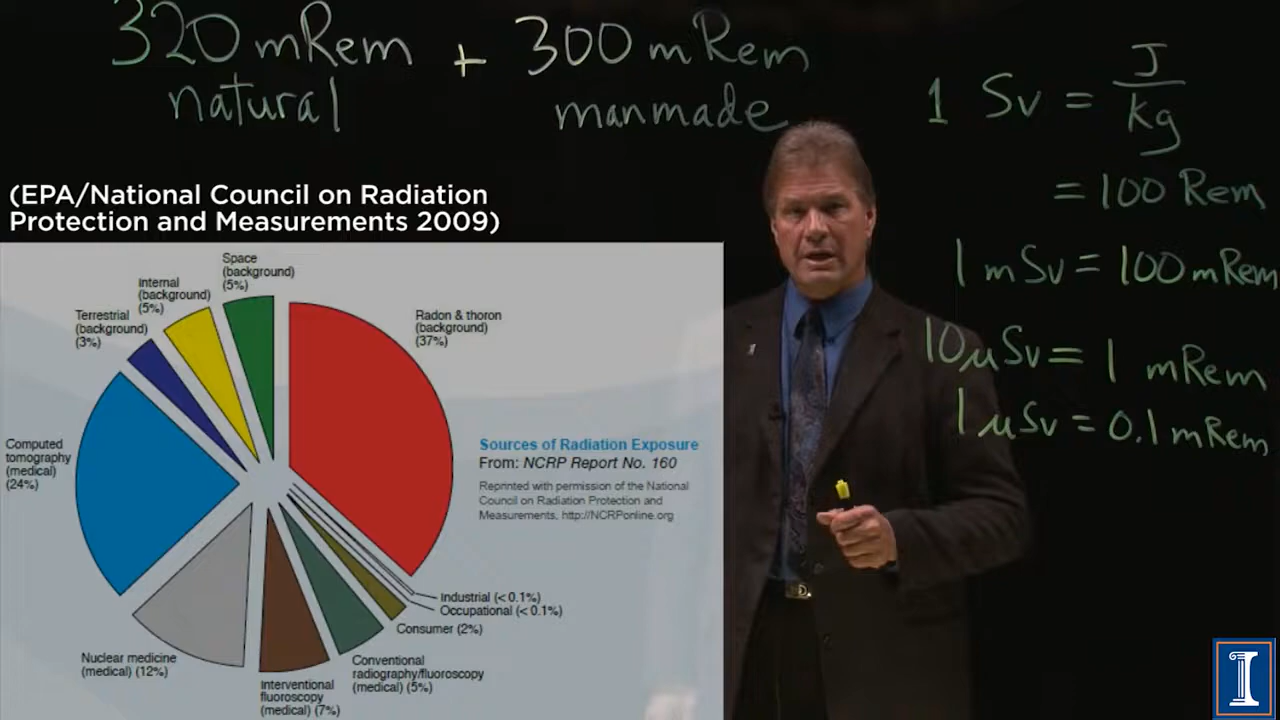 320 mRem + 300 mRem
natural manmade
1 Sv = J/kg
= 100 Rem
1 mSv = 100 mRem
10 μSv = 1 mRem
1 μSv = 0.1 mRem
(EPA/National Council on Radiation
Protection and Measurements 2009)
Space
(background)
(5%)
Internal
(background)
(5%)
Terrestrial
(background)
(3%)
Radon & thoron
(background)
(37%)
Computed
tomography
(medical)
(24%)
Sources of Radiation Exposure
From: NCRP Report No. 160
Reprinted with permission of the National
Council on Radiation Protection and
Measurements, http://NCRPonline.org
Industrial (< 0.1%)
Occupational (< 0.1%)
Consumer (2%)
Conventional
radiography/fluoroscopy
(medical) (5%)
Interventional
fluoroscopy
(medical) (7%)
Nuclear medicine
(medical) (12%)
I